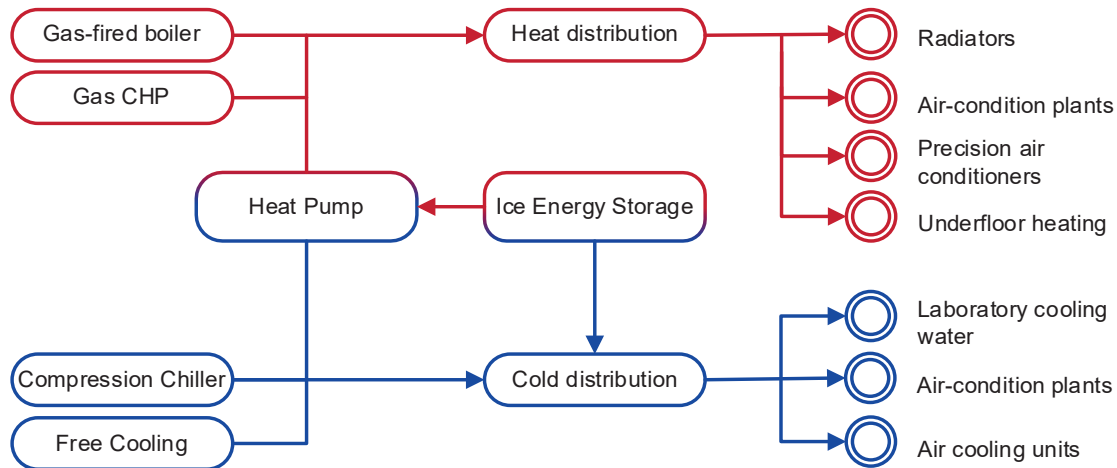 Gas-fired boiler
Heat distribution
Radiators
Gas CHP
Air-condition plants
Precision air
conditioners
Heat Pump
Ice Energy Storage
Underfloor heating
Laboratory cooling
water
Compression Chiller
Cold distribution
Air-condition plants
Free Cooling
Air cooling units